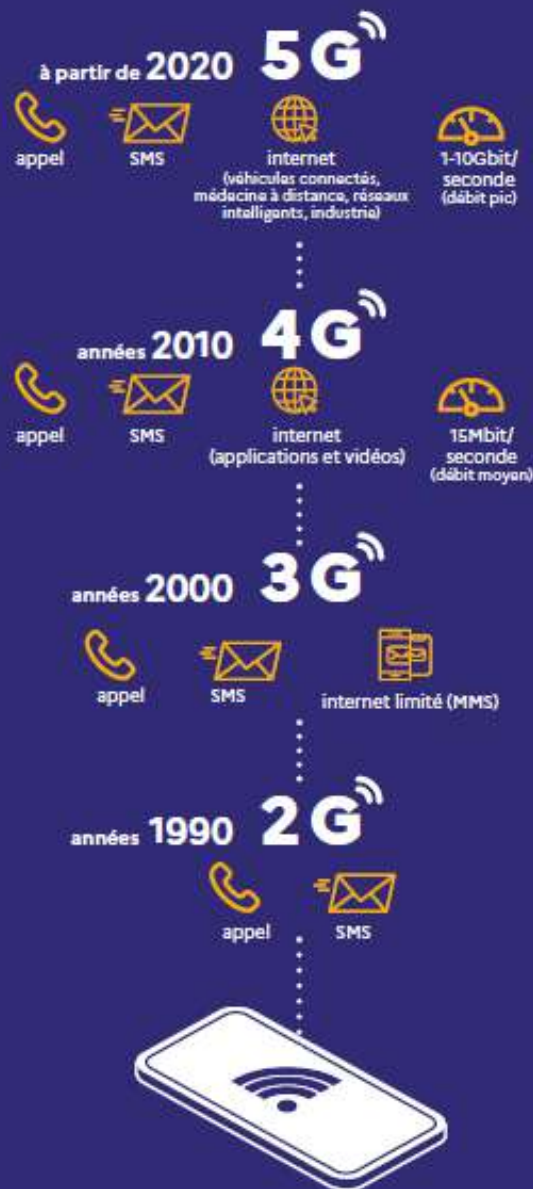 à partir de 2020 5G
appel SMS internet 1-10Gbit/
(véhicules connectés, seconde
médecine à distance, réseaux (débit pic)
intelligents, industrie)
années 2010 4G
appel SMS internet 15Mbit/
(applications et vidéos) seconde
(débit moyen)
années 2000 3G
appel SMS internet limité (MMS)
années 1990 2G
appel SMS